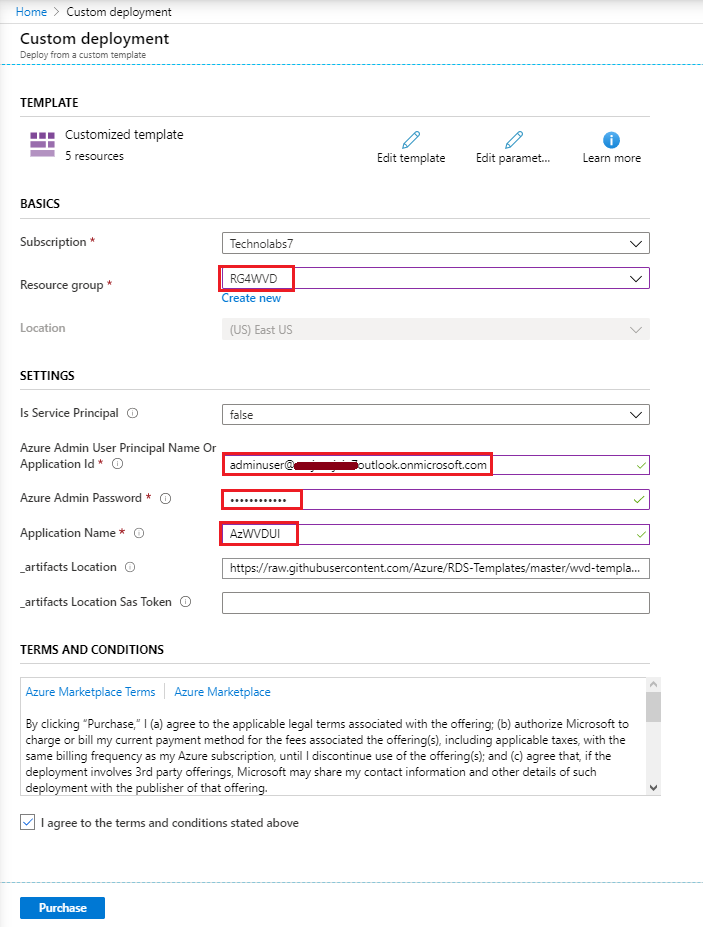 Home > Custom deployment
Custom deployment
Deploy from a custom template
TEMPLATE
Customized template
5 resources
Edit template
Edit paramet...
Learn more
BASICS
Subscription *
Technolabs7
Resource group *
RG4WVD
Create new
Location
(US) East US
SETTINGS
Is Service Principal
false
Azure Admin User Principal Name Or
Application Id *
adminuser@ outlook.onmicrosoft.com
Azure Admin Password *
••••••••••••
Application Name *
AzWVDUI
_artifacts Location
https://raw.githubusercontent.com/Azure/RDS-Templates/master/wvd-templa...
_artifacts Location Sas Token
TERMS AND CONDITIONS
Azure Marketplace Terms | Azure Marketplace
By clicking “Purchase,” I (a) agree to the applicable legal terms associated with the offering; (b) authorize Microsoft to
charge or bill my current payment method for the fees associated the offering(s), including applicable taxes, with the
same billing frequency as my Azure subscription, until I discontinue use of the offering(s); and (c) agree that, if the
deployment involves 3rd party offerings, Microsoft may share my contact information and other details of such
deployment with the publisher of that offering.
I agree to the terms and conditions stated above
Purchase